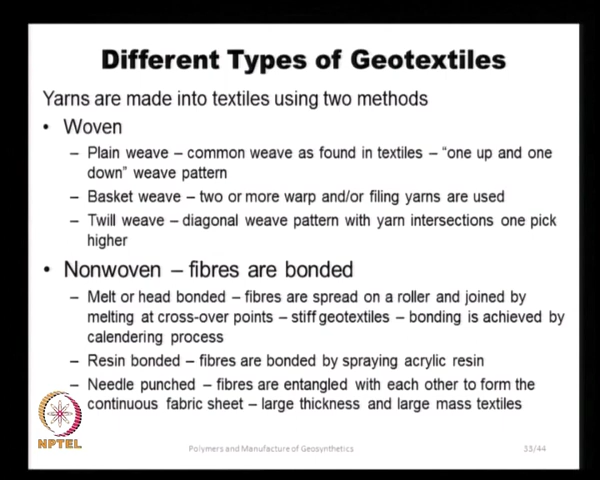 Different Types of Geotextiles
Yarns are made into textiles using two methods
• Woven
– Plain weave – common weave as found in textiles – "one up and one
down" weave pattern
– Basket weave – two or more warp and/or filing yarns are used
– Twill weave – diagonal weave pattern with yarn intersections one pick
higher
• Nonwoven – fibres are bonded
– Melt or head bonded – fibres are spread on a roller and joined by
melting at cross-over points – stiff geotextiles – bonding is achieved by
calendering process
– Resin bonded – fibres are bonded by spraying acrylic resin
– Needle punched – fibres are entangled with each other to form the
continuous fabric sheet – large thickness and large mass textiles
NPTEL
Polymers and Manufacture of Geosynthetics
33/44